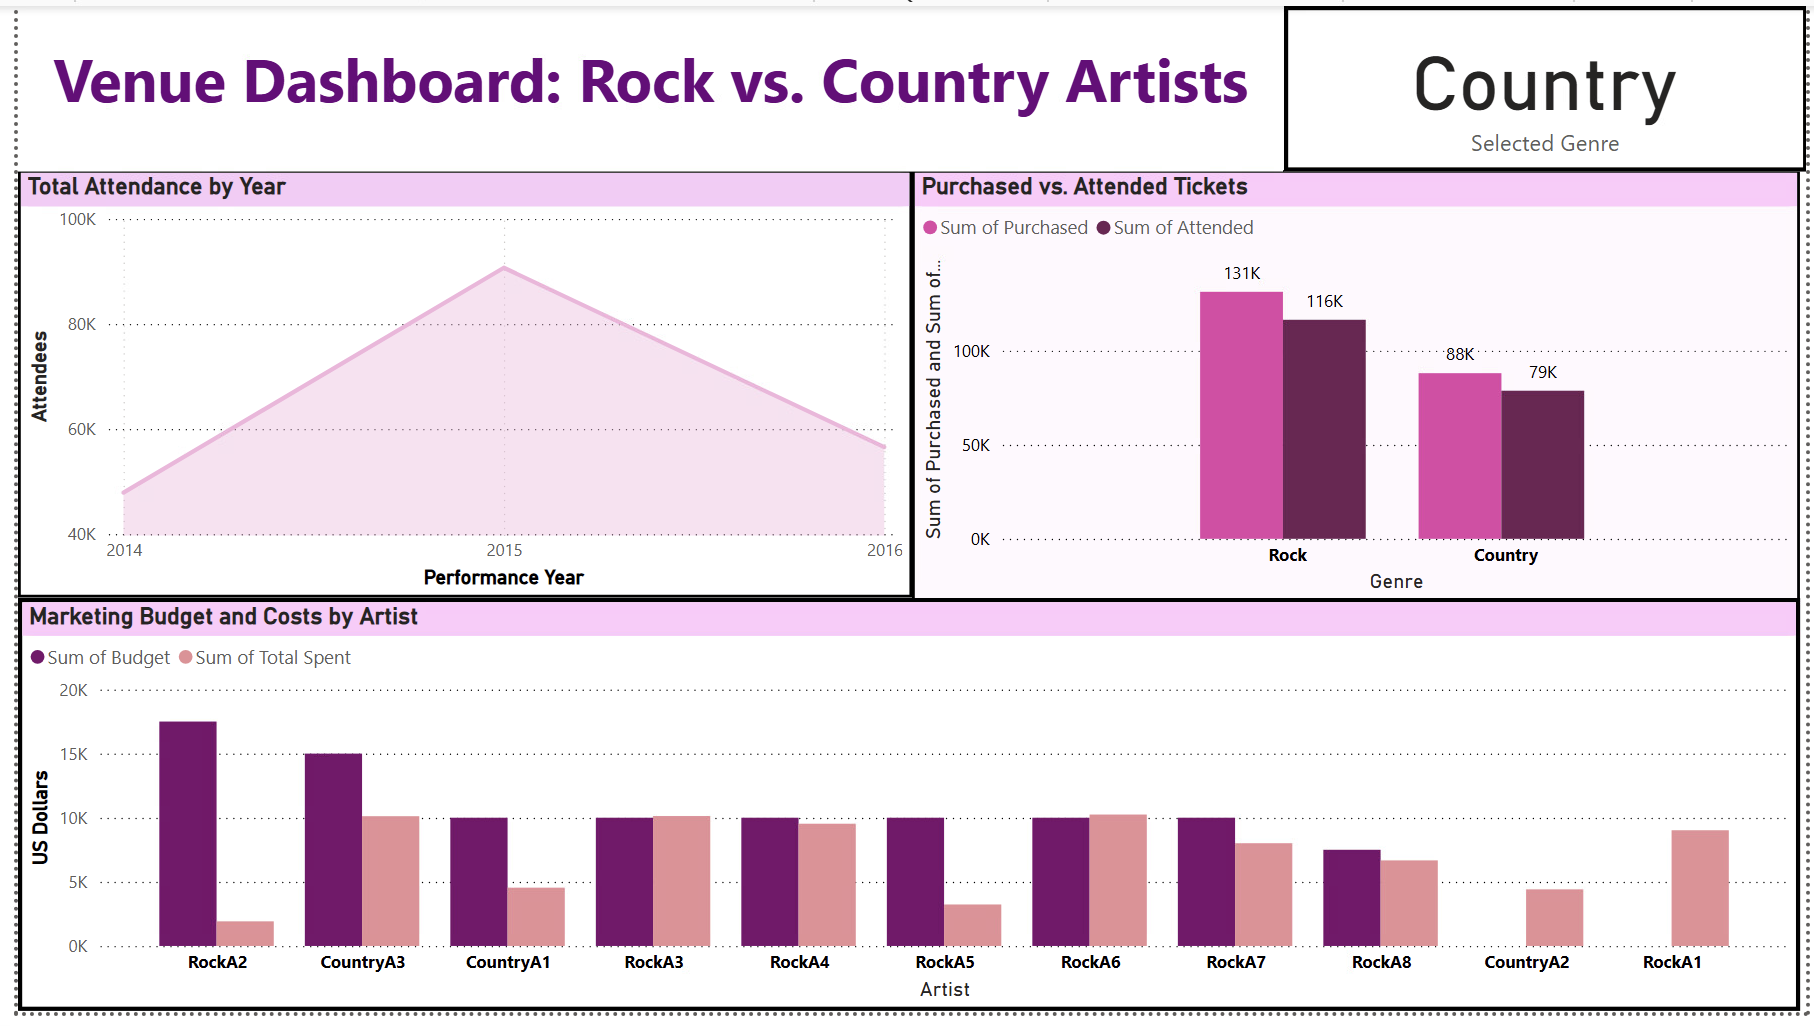 Venue Dashboard: Rock vs. Country Artists
Country
Selected Genre
Total Attendance by Year
100K
80K
60K
40K
Attendees
2014 2015 2016
Performance Year
Purchased vs. Attended Tickets
Sum of Purchased Sum of Attended
Sum of Purchased and Sum of...
131K
116K
100K
88K
79K
50K
0K
Rock Country
Genre
Marketing Budget and Costs by Artist
Sum of Budget Sum of Total Spent
20K
15K
10K
5K
0K
US Dollars
RockA2 CountryA3 CountryA1 RockA3 RockA4 RockA5 RockA6 RockA7 RockA8 CountryA2 RockA1
Artist